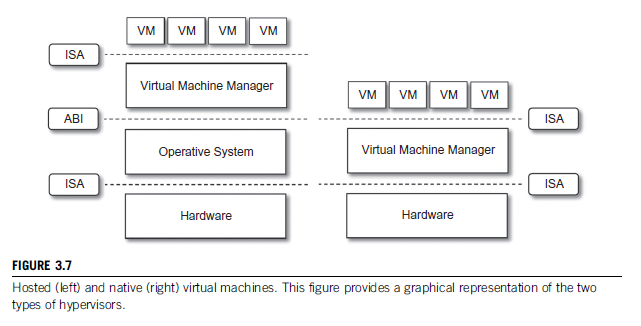 VM VM VM VM
ISA
Virtual Machine Manager
VM VM VM VM
ABI
ISA
Operative System
Virtual Machine Manager
ISA
ISA
Hardware
Hardware
FIGURE 3.7
Hosted (left) and native (right) virtual machines. This figure provides a graphical representation of the two
types of hypervisors.